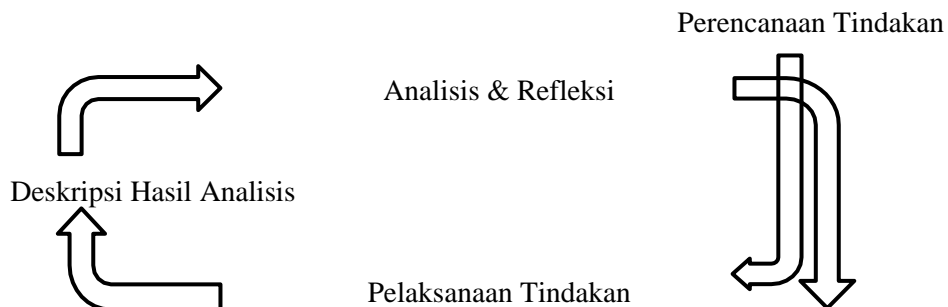 Perencanaan Tindakan
Analisis & Refleksi
Deskripsi Hasil Analisis
Pelaksanaan Tindakan